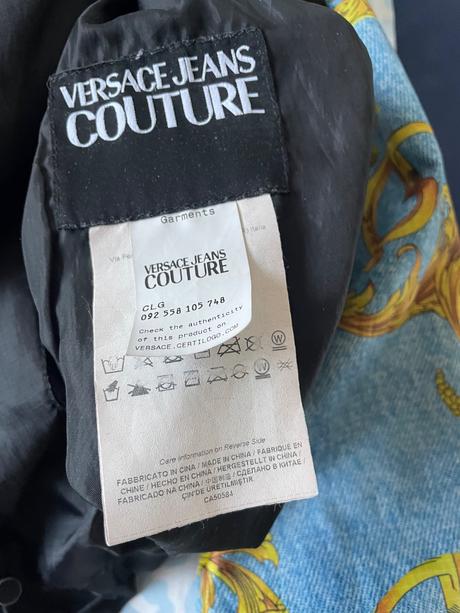 VERSACE JEANS
COUTURE
Garments
Via
Italia
VERSACE JEANS
COUTURE
CLG
092 558 105 748
Check the authenticity
of this product on
VERSACE.CERTILOGO.COM
W
W
Care information on Reverse Side
FABBRICATO IN CINA / MADE IN CHINA / FABRIQUE EN
CHINE / HECHO EN CHINA / HERGESTELLT IN CHINA /
FABRICADO NA CHINA / 中国制造 / СДЕЛАНО В КИТАЕ /
ÇIN'DE ÜRETILMIŞTIR
CA50584